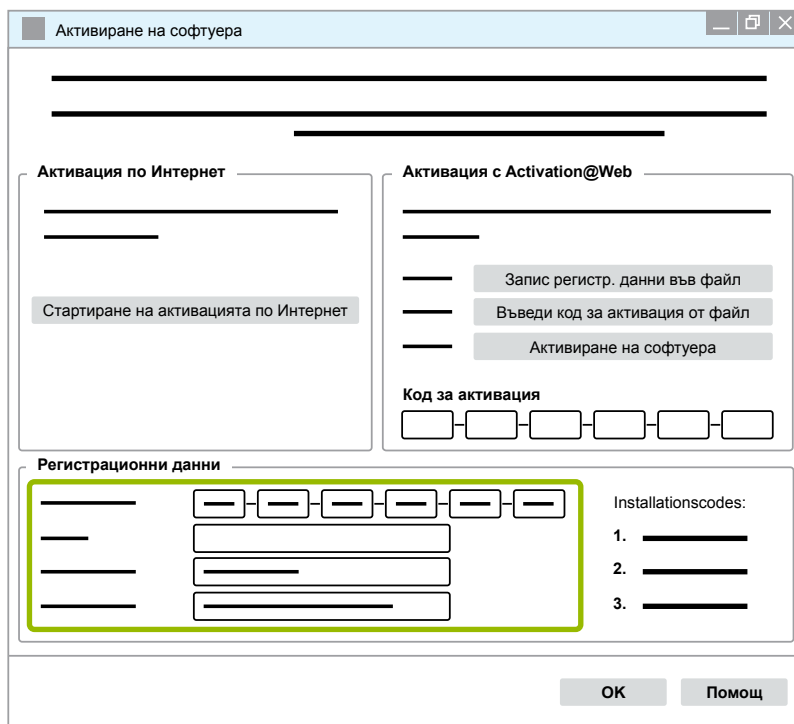 Активиране на софтуера
Активация по Интернет
Стартиране на активацията по Интернет
Активация с Activation@Web
Запис регистр. данни във файл
Въведи код за активация от файл
Активиране на софтуера
Код за активация
Регистрационни данни
Installationscodes:
1.
2.
3.
OK
Помощ